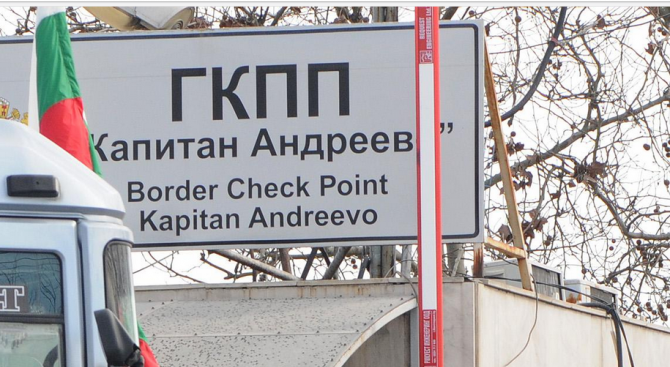 ГКПП
Капитан Андреев ”
Border Check Point
Kapitan Andreevo